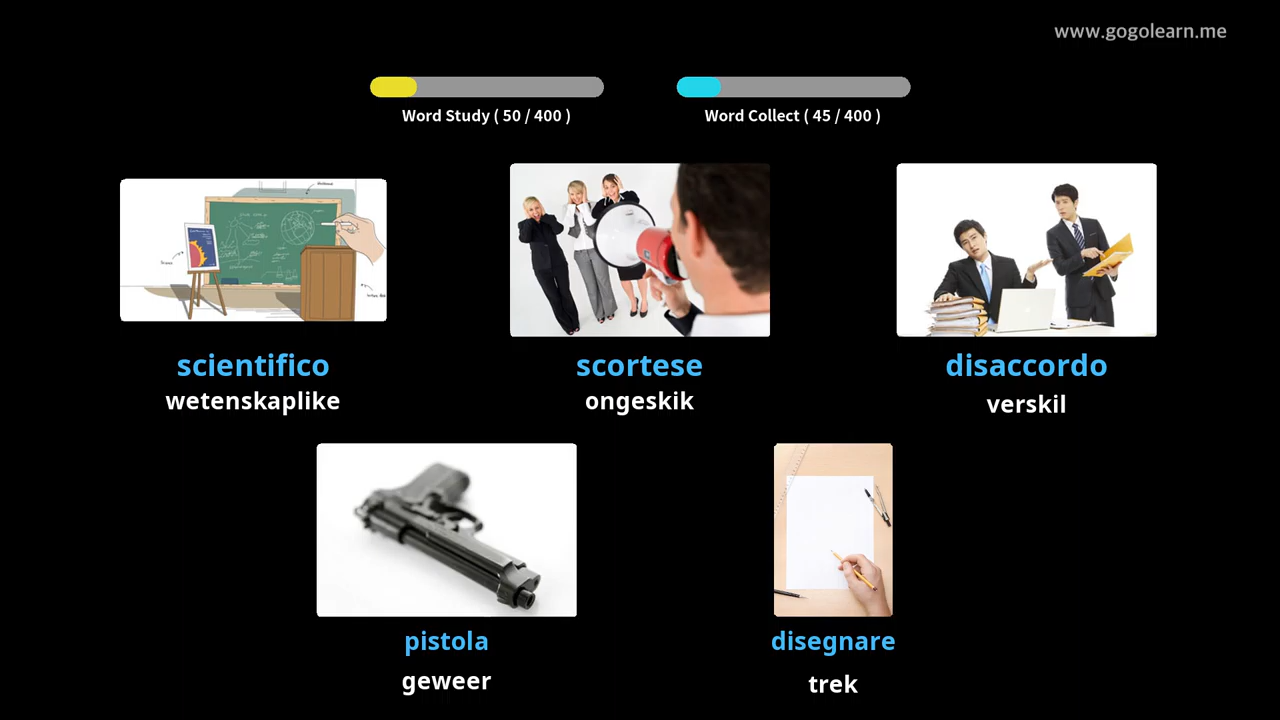 www.gogolearn.me
Word Study ( 50 / 400 )
Word Collect ( 45 / 400 )
scientifico
wetenskaplike
scortese
ongeskik
disaccordo
verskil
pistola
geweer
disegnare
trek